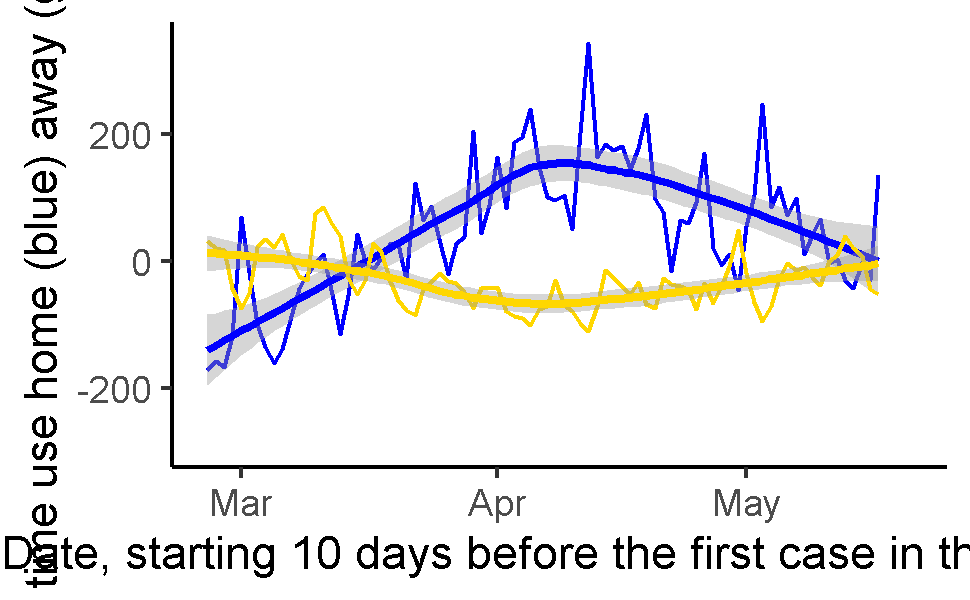 time use home (blue) away (
200
0
-200
Mar Apr May
Date, starting 10 days before the first case in th